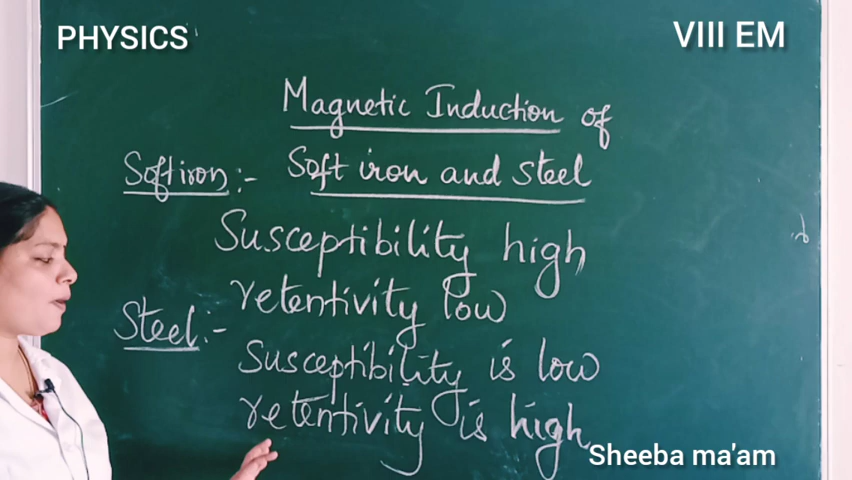 PHYSICS
VIII EM
Magnetic Induction of
Soft iron and steel
Soft iron:-
Susceptibility high
retentivity low
Steel:-
Susceptibility is low
retentivity is high
Sheeba ma'am